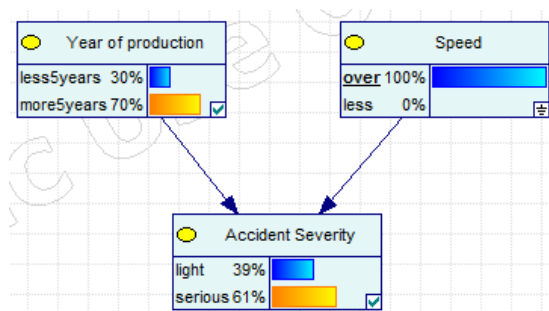 Year of production
less5years 30%
more5years 70%
Speed
over 100%
less 0%
Accident Severity
light 39%
serious 61%